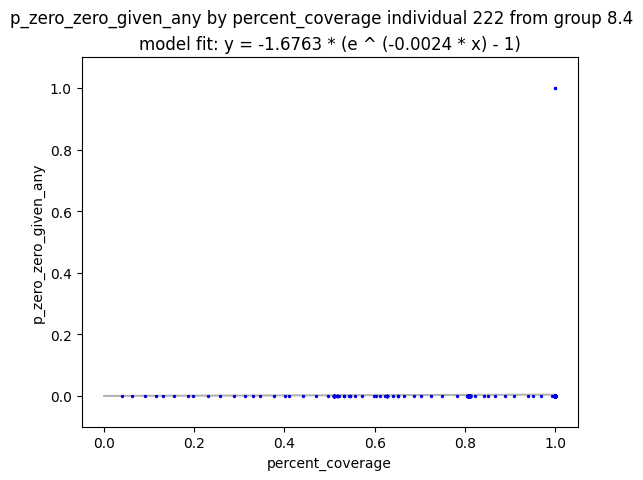 p_zero_zero_given_any by percent_coverage individual 222 from group 8.4
model fit: y = -1.6763 * (e ^ (-0.0024 * x) - 1)
1.0
0.8
0.6
0.4
0.2
0.0
p_zero_zero_given_any
0.0 0.2 0.4 0.6 0.8 1.0
percent_coverage